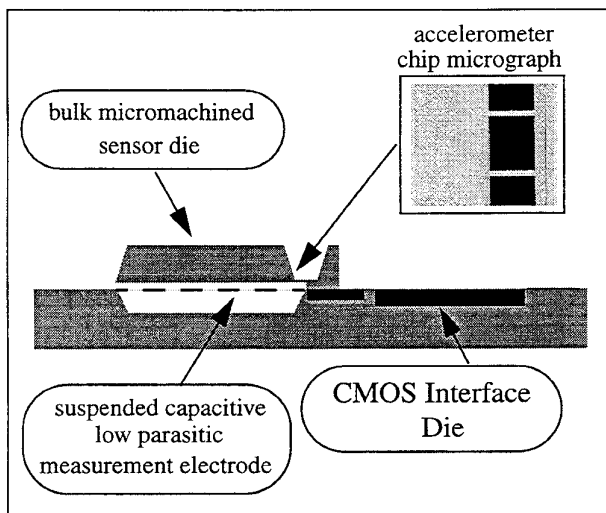 accelerometer
chip micrograph
bulk micromachined
sensor die
suspended capacitive
low parasitic
measurement electrode
CMOS Interface
Die